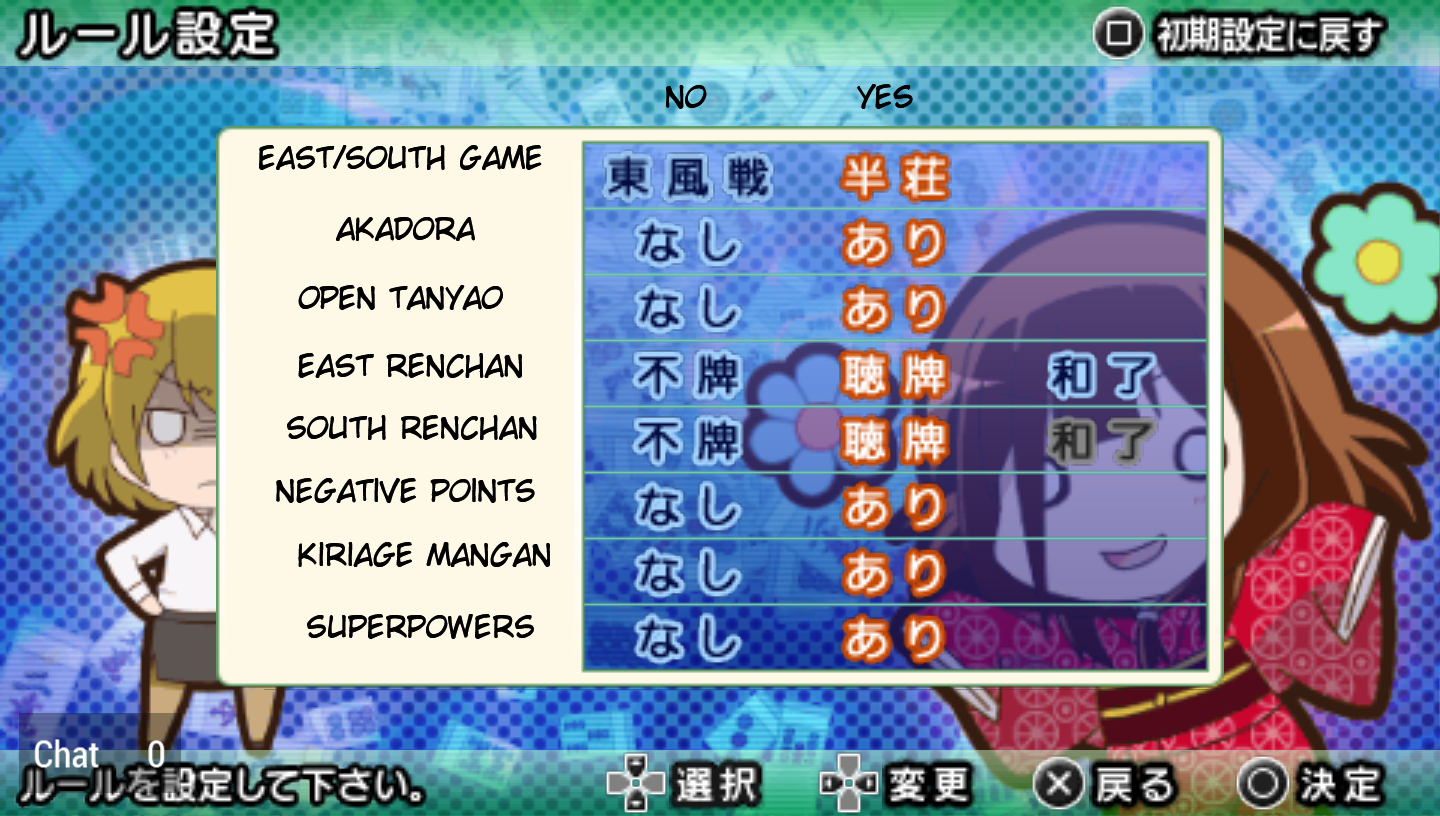 ルール設定
初期設定に戻す
NO YES
EAST/SOUTH GAME 東風戦 半荘
AKADORA なし あり
OPEN TANYAO なし あり
EAST RENCHAN 不牌 聴牌 和了
SOUTH RENCHAN 不牌 聴牌 和了
NEGATIVE POINTS なし あり
KIRIAGE MANGAN なし あり
SUPERPOWERS なし あり
Chat 0
ルールを設定して下さい。 選択 変更 戻る 決定